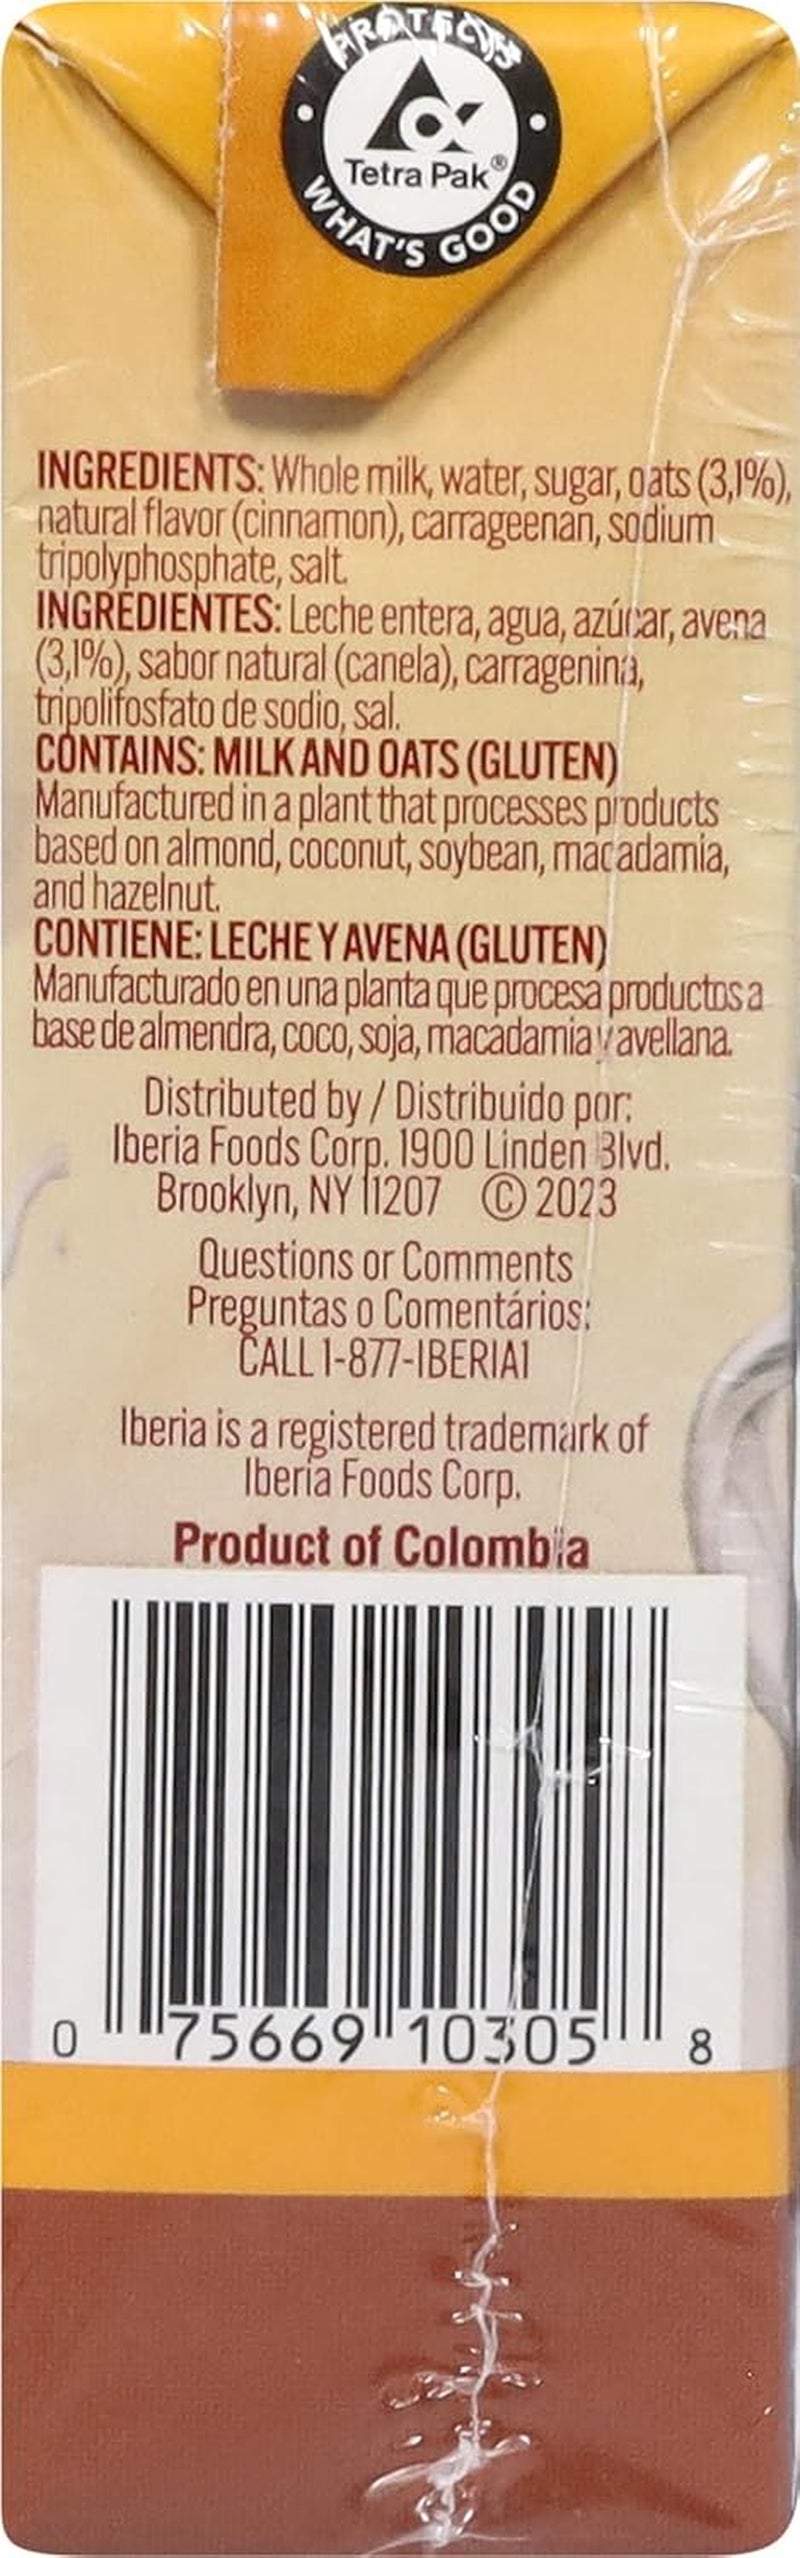 PROTECTS
Tetra Pak®
WHAT'S GOOD
INGREDIENTS: Whole milk, water, sugar, oats (3,1%),
natural flavor (cinnamon), carrageenan, sodium
tripolyphosphate, salt.
INGREDIENTES: Leche entera, agua, azúcar, avena
(3,1%), sabor natural (canela), carragenina,
tripolifosfato de sodio, sal.
CONTAINS: MILK AND OATS (GLUTEN)
Manufactured in a plant that processes products
based on almond, coconut, soybean, macadamia,
and hazelnut.
CONTIENE: LECHE Y AVENA (GLUTEN)
Manufacturado en una planta que procesa productos a
base de almendra, coco, soja, macadamia y avellana.
Distributed by / Distribuido por:
Iberia Foods Corp. 1900 Linden Blvd.
Brooklyn, NY 11207 © 2023
Questions or Comments
Preguntas o Comentários:
CALL 1-877-IBERIA1
Iberia is a registered trademark of
Iberia Foods Corp.
Product of Colombia
0 75669 10305 8